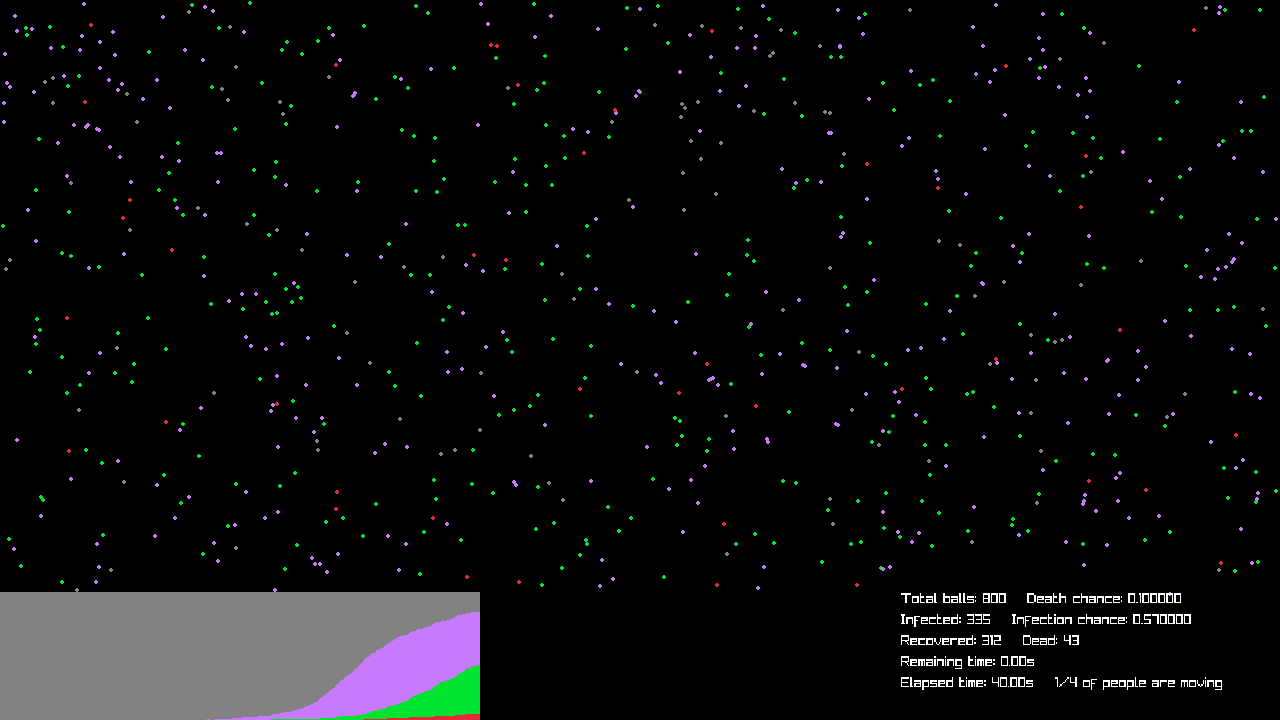 Total balls: 800 Death chance: 0.100000
Infected: 335 Infection chance: 0.570000
Recovered: 312 Dead: 43
Remaining time: 0.00s
Elapsed time: 40.00s 1/4 of people are moving